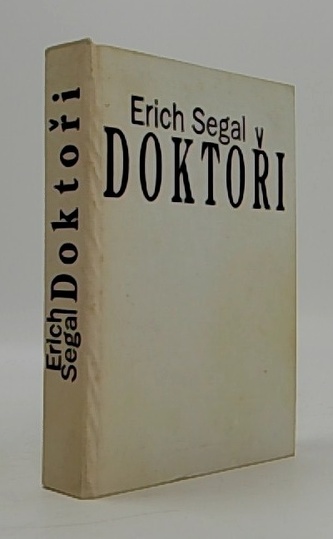 Erich Segal
DOKTOŘI
Erich
Segal
Doktoři